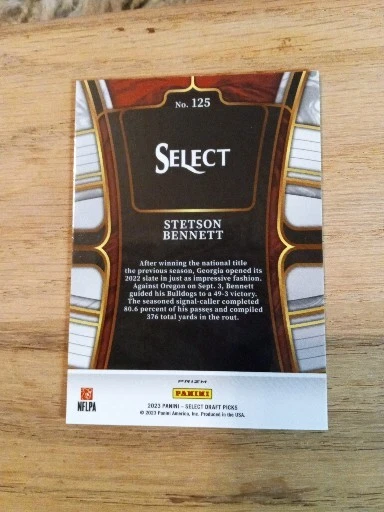 No. 125
SELECT
STETSON
BENNETT
After winning the national title
the previous season, Georgia opened its
2022 slate in just as impressive fashion.
Against Oregon on Sept. 3, Bennett
guided his Bulldogs to a 49-3 victory.
The seasoned signal-caller completed
80.6 percent of his passes and compiled
376 total yards in the rout.
PRIZM
PANINI
NFLPA
2023 PANINI - SELECT DRAFT PICKS
© 2023 Panini America, Inc. Produced in the USA.